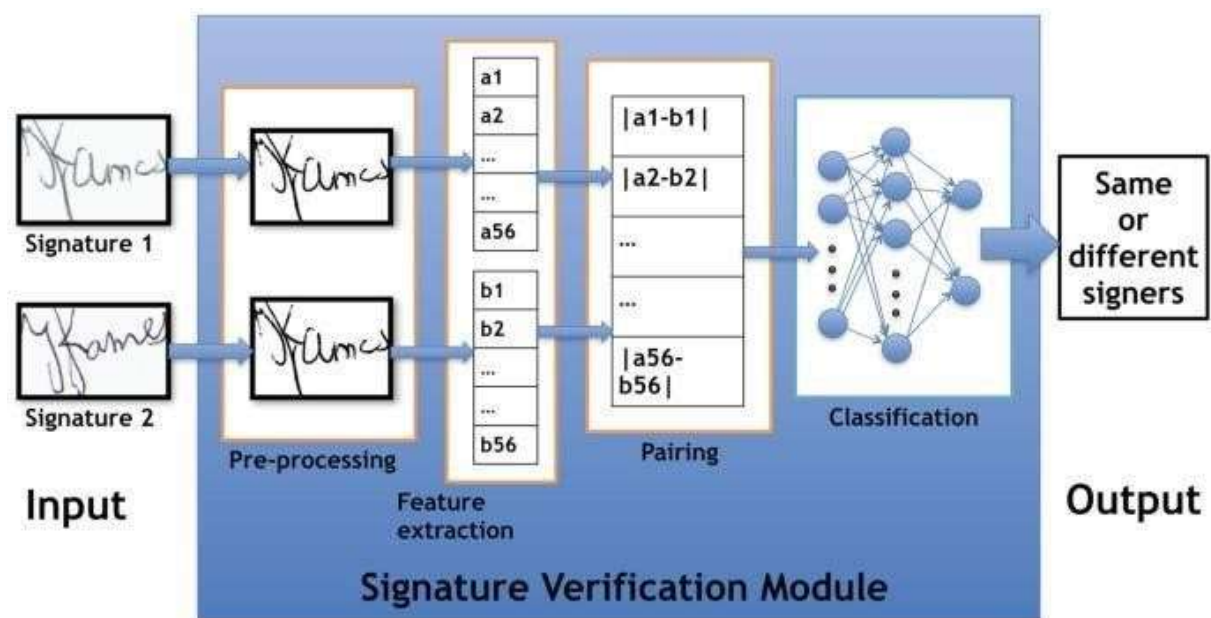 Signature 1
Signature 2
Input
Pre-processing
a1
a2
...
...
a56
b1
b2
...
...
b56
Feature
extraction
|a1-b1|
|a2-b2|
...
...
|a56-
b56|
Pairing
Classification
Same
or
different
signers
Output
Signature Verification Module